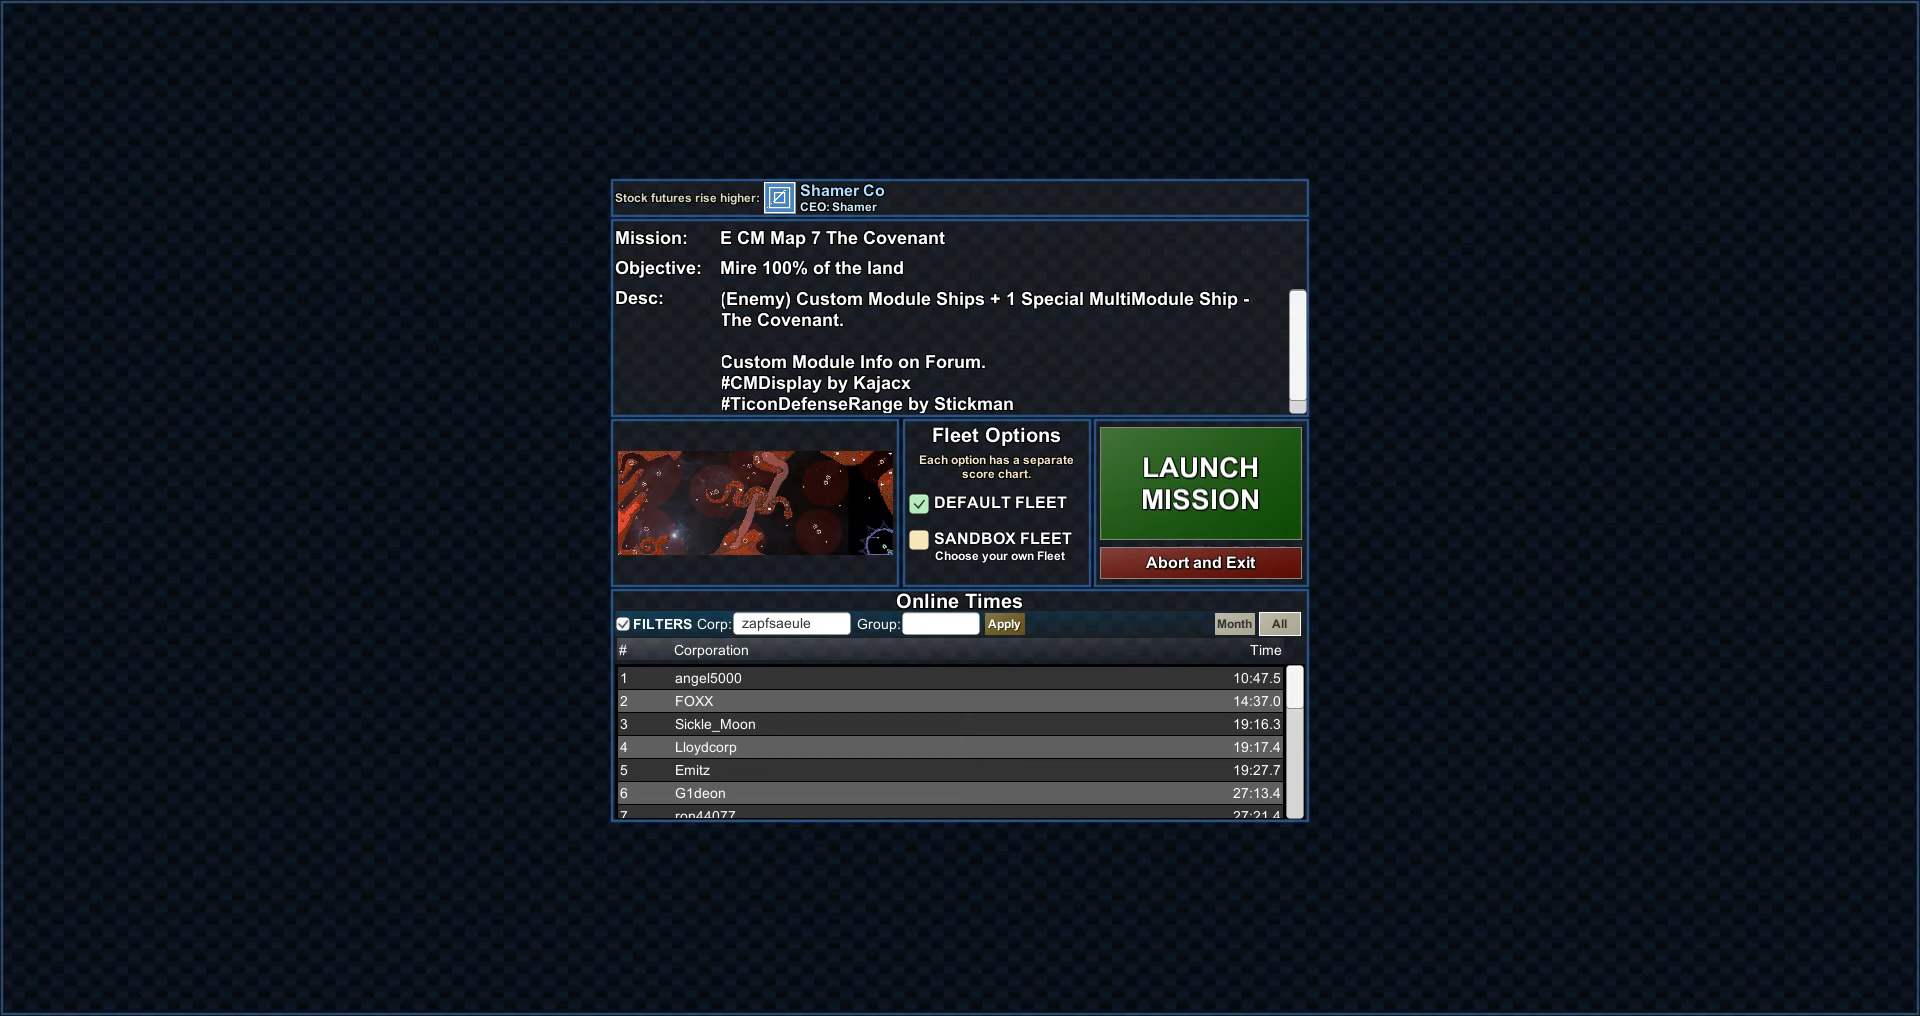 Stock futures rise higher: Shamer Co
CEO: Shamer
Mission: E CM Map 7 The Covenant
Objective: Mire 100% of the land
Desc: (Enemy) Custom Module Ships + 1 Special MultiModule Ship -
The Covenant.
Custom Module Info on Forum.
#CMDisplay by Kajacx
#TiconDefenseRange by Stickman
Fleet Options
Each option has a separate
score chart.
DEFAULT FLEET
SANDBOX FLEET
Choose your own Fleet
LAUNCH
MISSION
Abort and Exit
Online Times
FILTERS Corp: zapfsaeule Group: Apply Month All
# Corporation Time
1 angel5000 10:47.5
2 FOXX 14:37.0
3 Sickle_Moon 19:16.3
4 Lloydcorp 19:17.4
5 Emitz 19:27.7
6 G1deon 27:13.4
7 ron44077 27:21.4